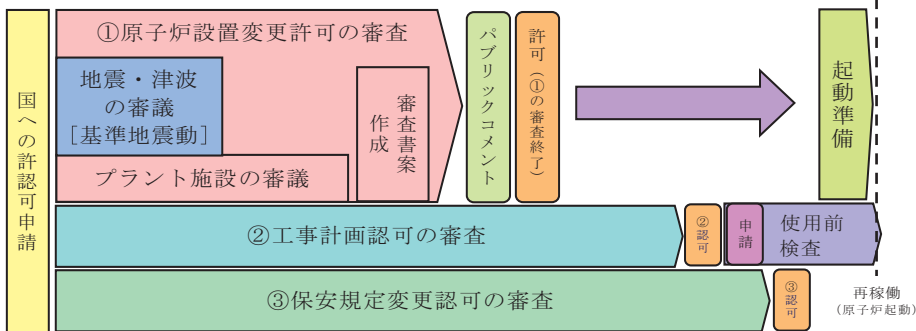 国への許認可申請
①原子炉設置変更許可の審査
地震・津波
の審議
[基準地震動]
プラント施設の審議
審査書案
作成
パブリックコメント
許可(①の審査終了)
起動準備
②工事計画認可の審査
②認可
申請
使用前
検査
③保安規定変更認可の審査
③認可
再稼働
(原子炉起動)